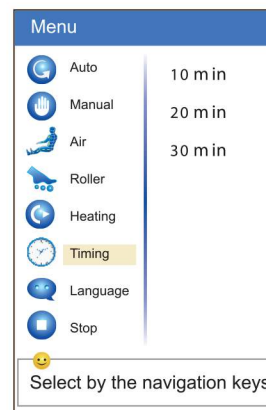 Menu
Auto
Manual
Air
Roller
Heating
Timing
Language
Stop
10 min
20 min
30 min
Select by the navigation keys